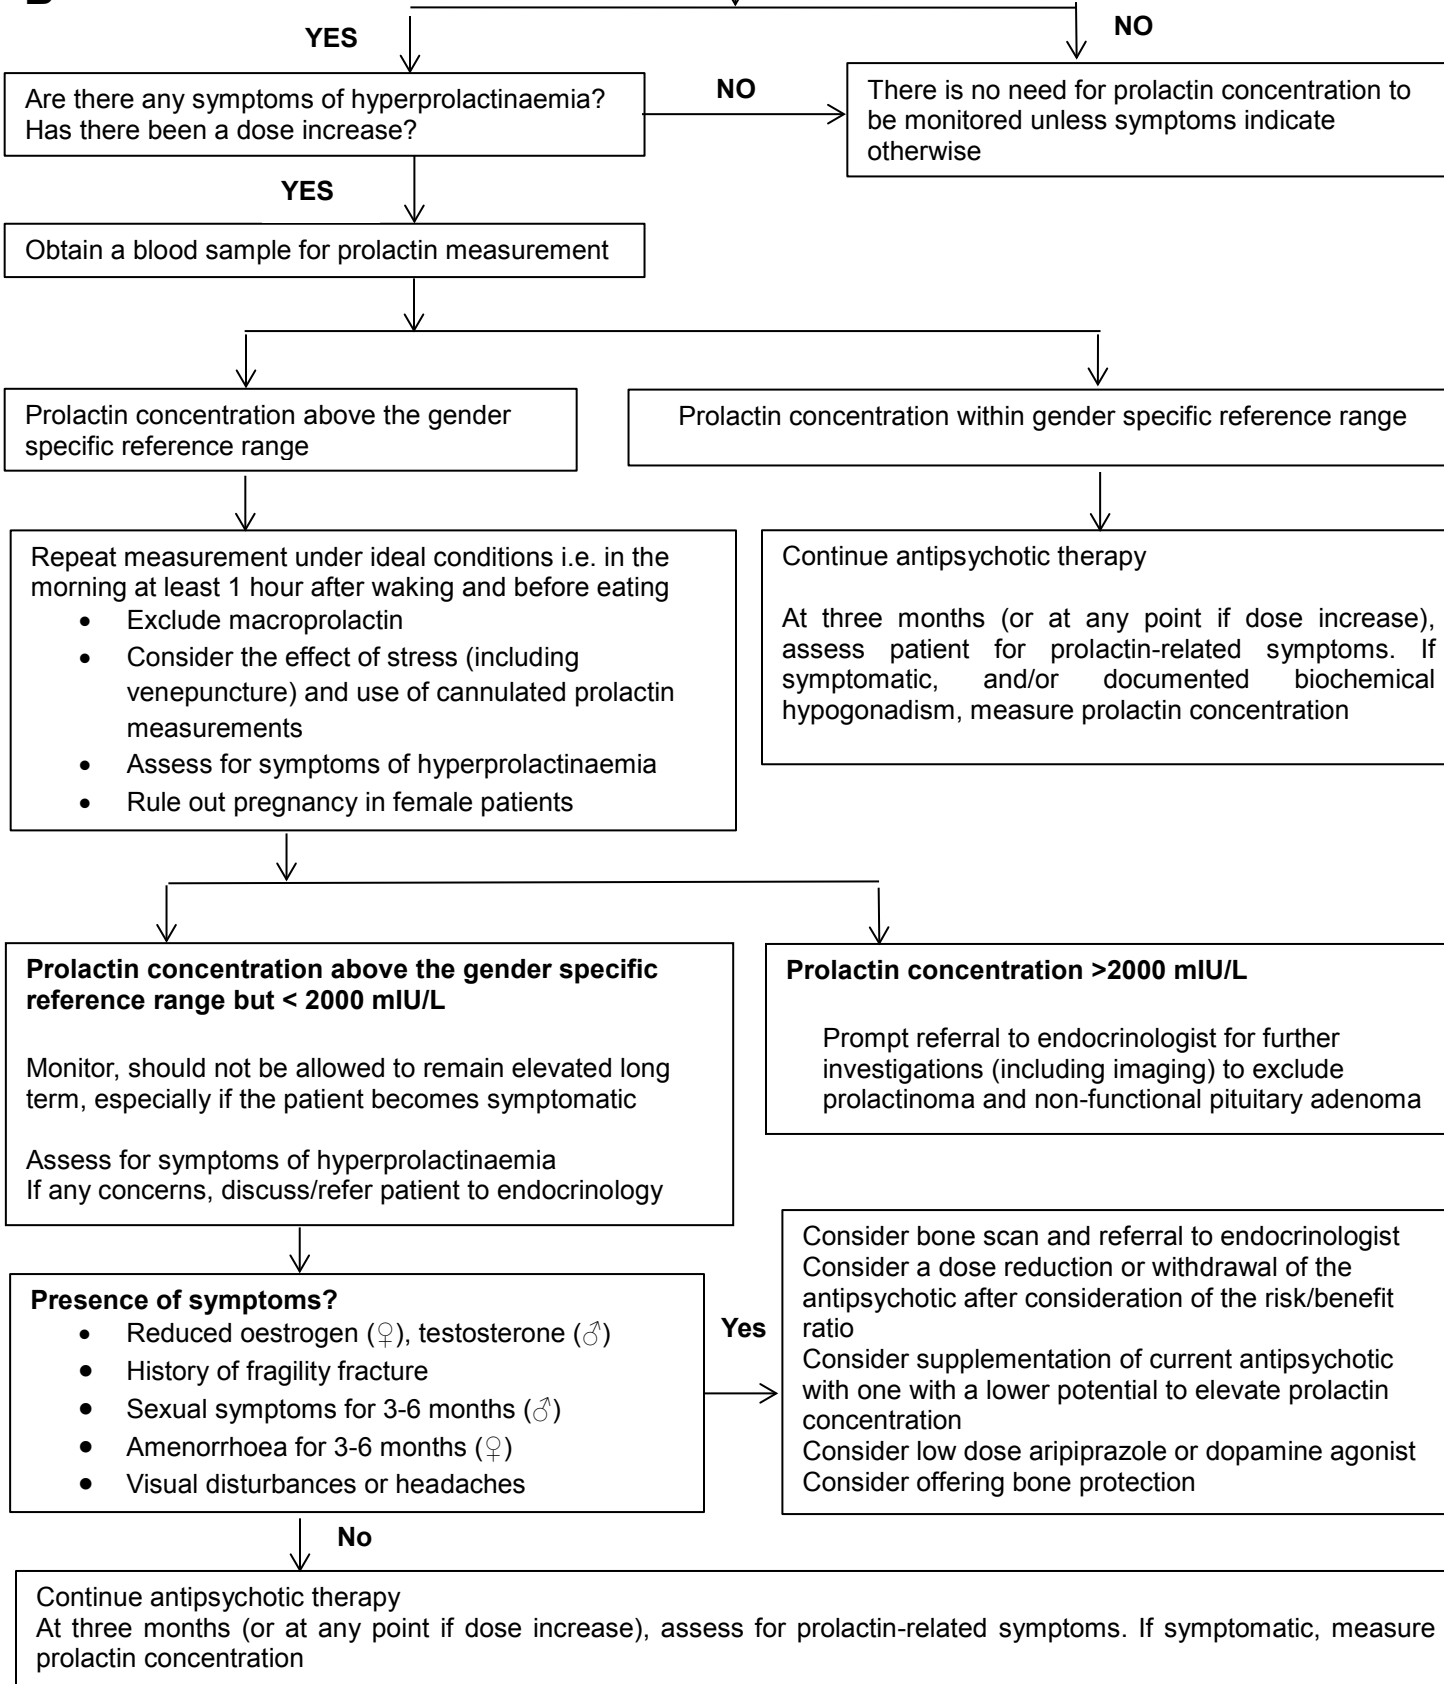 B
YES
NO
Are there any symptoms of hyperprolactinaemia?
Has there been a dose increase?
NO
There is no need for prolactin concentration to
be monitored unless symptoms indicate
otherwise
YES
Obtain a blood sample for prolactin measurement
Prolactin concentration above the gender
specific reference range
Prolactin concentration within gender specific reference range
Repeat measurement under ideal conditions i.e. in the
morning at least 1 hour after waking and before eating
• Exclude macroprolactin
• Consider the effect of stress (including
venepuncture) and use of cannulated prolactin
measurements
• Assess for symptoms of hyperprolactinaemia
• Rule out pregnancy in female patients
Continue antipsychotic therapy
At three months (or at any point if dose increase),
assess patient for prolactin-related symptoms. If
symptomatic, and/or documented biochemical
hypogonadism, measure prolactin concentration
Prolactin concentration above the gender specific
reference range but < 2000 mIU/L
Monitor, should not be allowed to remain elevated long
term, especially if the patient becomes symptomatic
Assess for symptoms of hyperprolactinaemia
If any concerns, discuss/refer patient to endocrinology
Prolactin concentration >2000 mIU/L
Prompt referral to endocrinologist for further
investigations (including imaging) to exclude
prolactinoma and non-functional pituitary adenoma
Presence of symptoms?
• Reduced oestrogen (♀), testosterone (♂)
• History of fragility fracture
• Sexual symptoms for 3-6 months (♂)
• Amenorrhoea for 3-6 months (♀)
• Visual disturbances or headaches
Yes
Consider bone scan and referral to endocrinologist
Consider a dose reduction or withdrawal of the
antipsychotic after consideration of the risk/benefit
ratio
Consider supplementation of current antipsychotic
with one with a lower potential to elevate prolactin
concentration
Consider low dose aripiprazole or dopamine agonist
Consider offering bone protection
No
Continue antipsychotic therapy
At three months (or at any point if dose increase), assess for prolactin-related symptoms. If symptomatic, measure
prolactin concentration